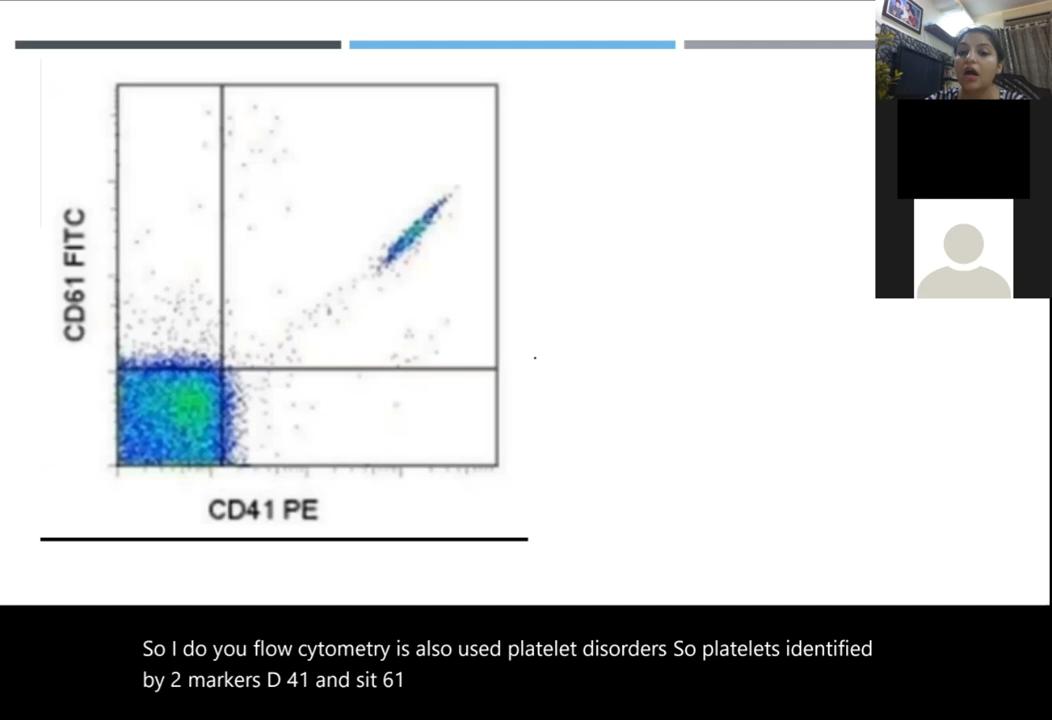 CD61 FITC
CD41 PE
So I do you flow cytometry is also used platelet disorders So platelets identified
by 2 markers D 41 and sit 61